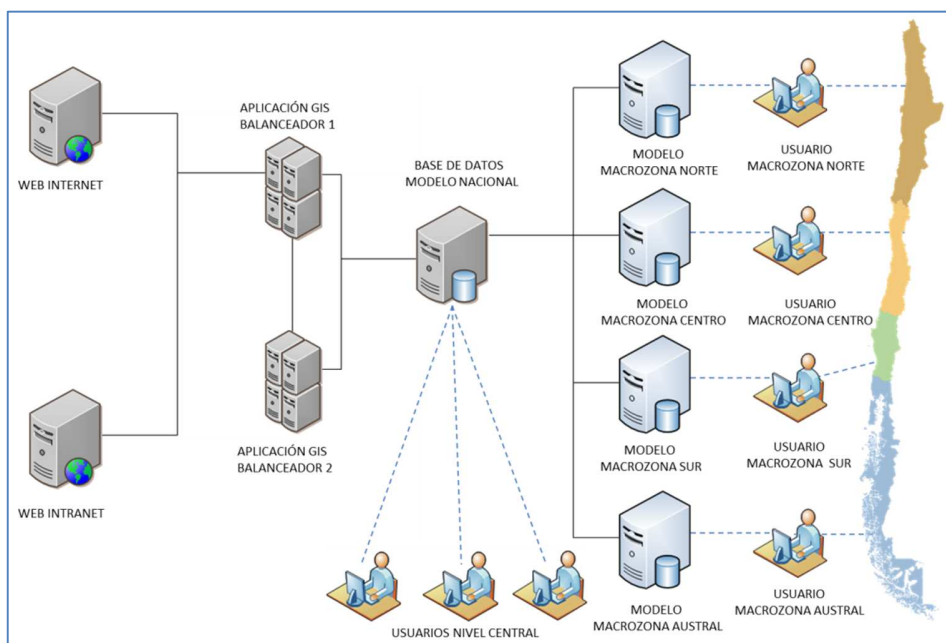 WEB INTERNET
APLICACIÓN GIS
BALANCEADOR 1
BASE DE DATOS
MODELO NACIONAL
MODELO
MACROZONA NORTE
USUARIO
MACROZONA NORTE
MODELO
MACROZONA CENTRO
USUARIO
MACROZONA CENTRO
WEB INTRANET
APLICACIÓN GIS
BALANCEADOR 2
MODELO
MACROZONA SUR
USUARIO
MACROZONA SUR
USUARIOS NIVEL CENTRAL
MODELO
MACROZONA AUSTRAL
USUARIO
MACROZONA AUSTRAL